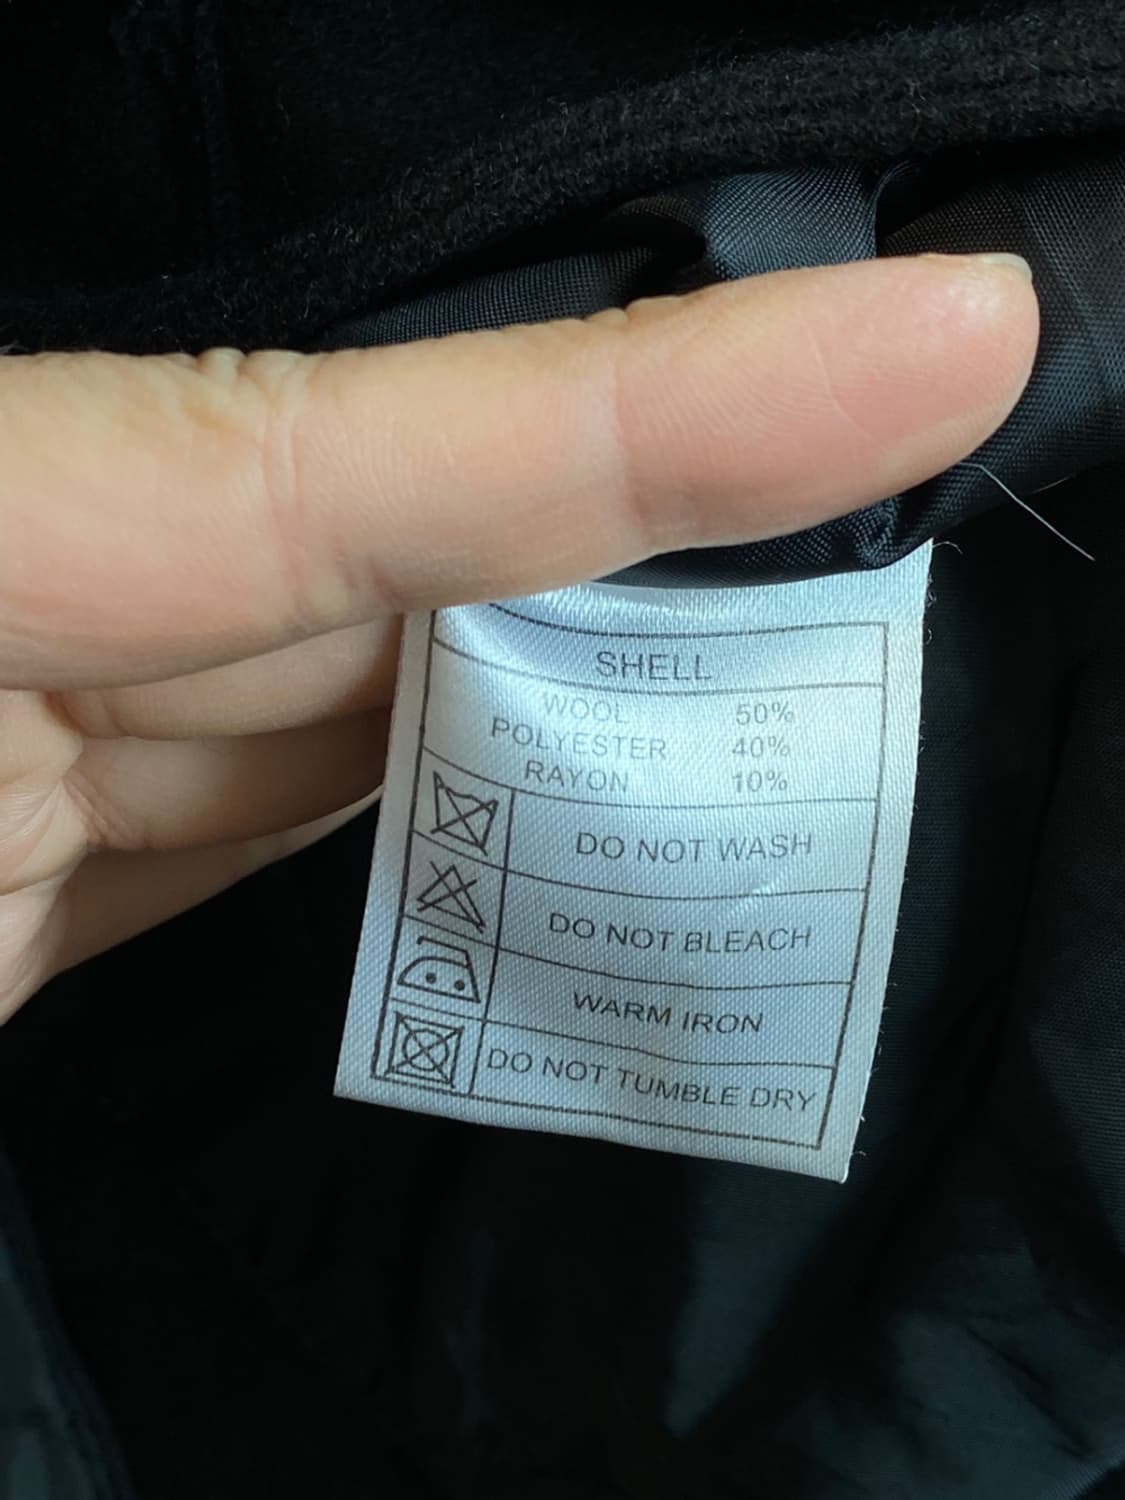 SHELL
WOOL 50%
POLYESTER 40%
RAYON 10%
DO NOT WASH
DO NOT BLEACH
WARM IRON
DO NOT TUMBLE DRY